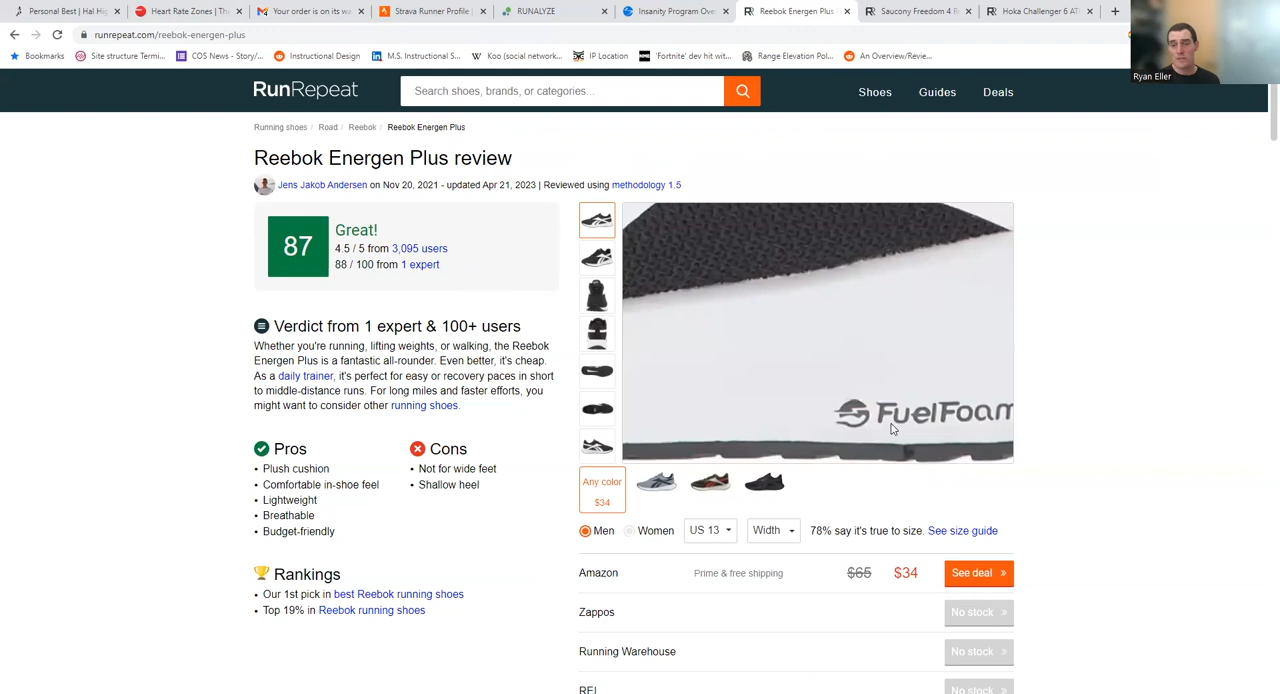 Personal Best | Hal Hig
Heart Rate Zones | The
Your order is on its wa
Strava Runner Profile |
RUNALYZE
Insanity Program Over
Reebok Energen Plus
Saucony Freedom 4 R
Hoka Challenger 6 AT
runrepeat.com/reebok-energen-plus
Bookmarks
Site structure Termi...
COS News - Story/...
Instructional Design
M.S. Instructional S...
Koo (social network...
IP Location
'Fortnite' dev hit wit...
Range Elevation Pol...
An Overview/Revie...
Ryan Eller
RunRepeat
Search shoes, brands, or categories...
Shoes
Guides
Deals
Running shoes / Road / Reebok / Reebok Energen Plus
Reebok Energen Plus review
Jens Jakob Andersen on Nov 20, 2021 - updated Apr 21, 2023 | Reviewed using methodology 1.5
87
Great!
4.5 / 5 from 3,095 users
88 / 100 from 1 expert
Verdict from 1 expert & 100+ users
Whether you're running, lifting weights, or walking, the Reebok
Energen Plus is a fantastic all-rounder. Even better, it's cheap.
As a daily trainer, it's perfect for easy or recovery paces in short
to middle-distance runs. For long miles and faster efforts, you
might want to consider other running shoes.
Pros
• Plush cushion
• Comfortable in-shoe feel
• Lightweight
• Breathable
• Budget-friendly
Cons
• Not for wide feet
• Shallow heel
Rankings
• Our 1st pick in best Reebok running shoes
• Top 19% in Reebok running shoes
FuelFoam
Any color
$34
Men
Women
US 13
Width
78% say it's true to size. See size guide
Amazon
Prime & free shipping
$65
$34
See deal »
Zappos
No stock »
Running Warehouse
No stock »
REI
No stock »